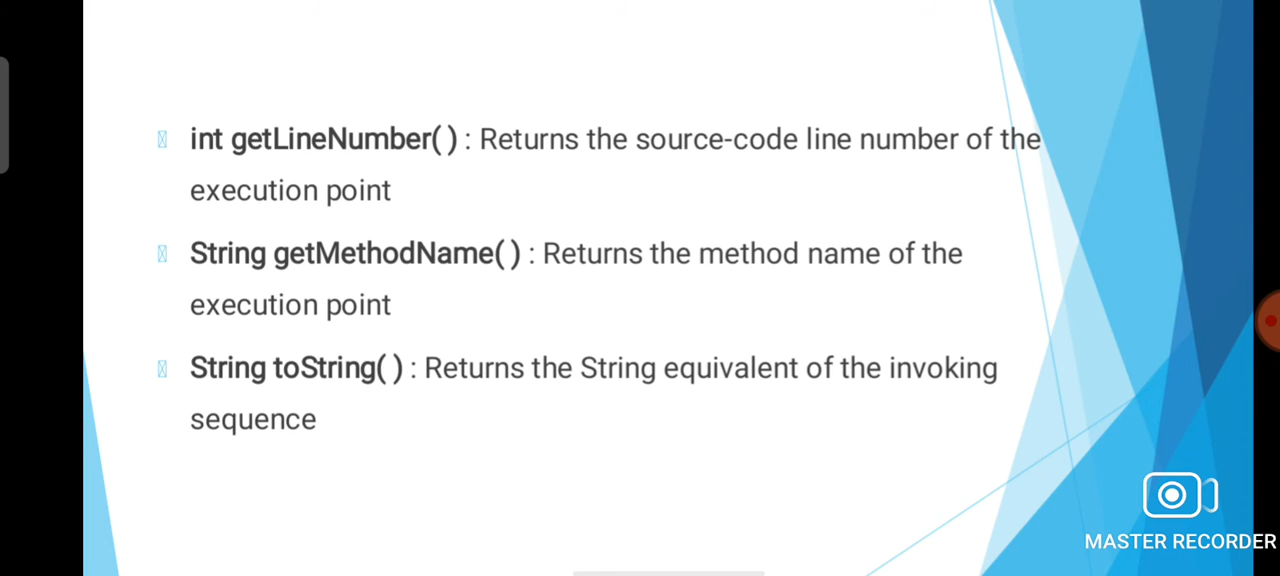 int getLineNumber( ) : Returns the source-code line number of the
execution point
String getMethodName( ) : Returns the method name of the
execution point
String toString( ) : Returns the String equivalent of the invoking
sequence
MASTER RECORDER